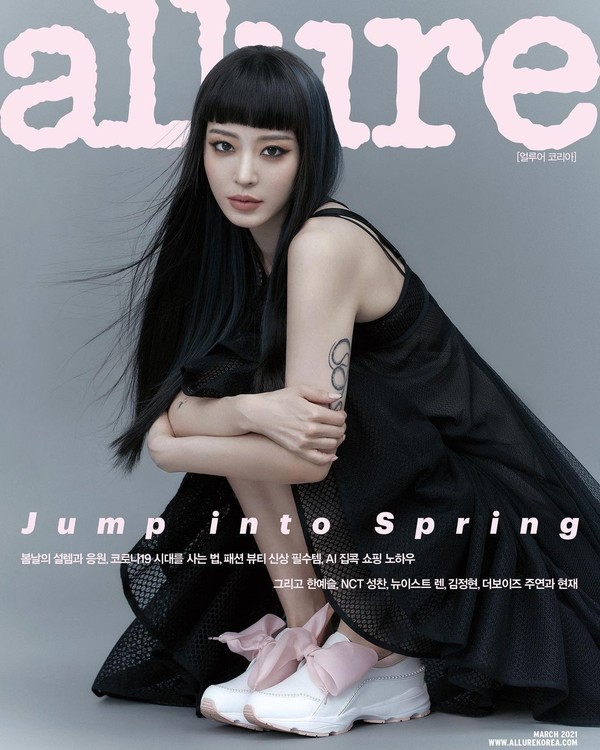 allure
[얼루어 코리아]
Jump into Spring
봄날의 설렘과 응원, 코로나19 시대를 사는 법, 패션 뷰티 신상 필수템, AI 집콕 쇼핑 노하우
그리고 한예슬, NCT 성찬, 뉴이스트 렌, 김정현, 더보이즈 주연과 현재
MARCH 2021
WWW.ALLUREKOREA.COM